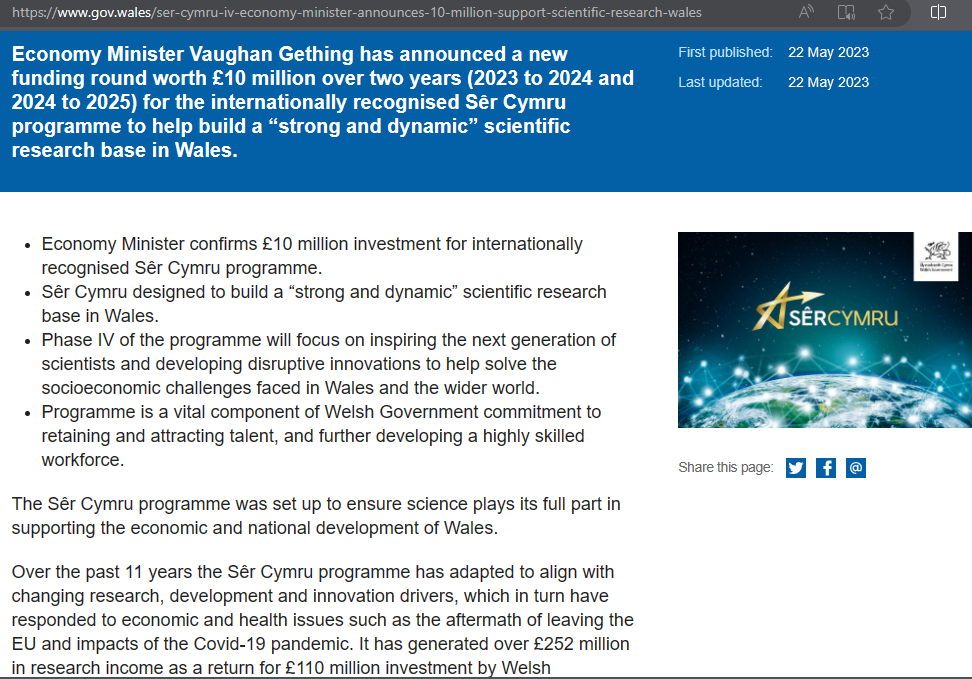 https://www.gov.wales/ser-cymru-iv-economy-minister-announces-10-million-support-scientific-research-wales
Economy Minister Vaughan Gething has announced a new
funding round worth £10 million over two years (2023 to 2024 and
2024 to 2025) for the internationally recognised Sêr Cymru
programme to help build a “strong and dynamic” scientific
research base in Wales.
First published: 22 May 2023
Last updated: 22 May 2023
• Economy Minister confirms £10 million investment for internationally
recognised Sêr Cymru programme.
• Sêr Cymru designed to build a “strong and dynamic” scientific research
base in Wales.
• Phase IV of the programme will focus on inspiring the next generation of
scientists and developing disruptive innovations to help solve the
socioeconomic challenges faced in Wales and the wider world.
• Programme is a vital component of Welsh Government commitment to
retaining and attracting talent, and further developing a highly skilled
workforce.
The Sêr Cymru programme was set up to ensure science plays its full part in
supporting the economic and national development of Wales.
Over the past 11 years the Sêr Cymru programme has adapted to align with
changing research, development and innovation drivers, which in turn have
responded to economic and health issues such as the aftermath of leaving the
EU and impacts of the Covid-19 pandemic. It has generated over £252 million
in research income as a return for £110 million investment by Welsh
SÊRCYMRU
Share this page: